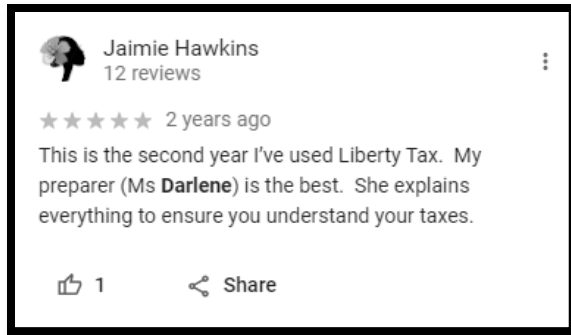 Jaimie Hawkins
12 reviews
2 years ago
This is the second year I've used Liberty Tax.  My
preparer (Ms Darlene) is the best.  She explains
everything to ensure you understand your taxes.
1 Share